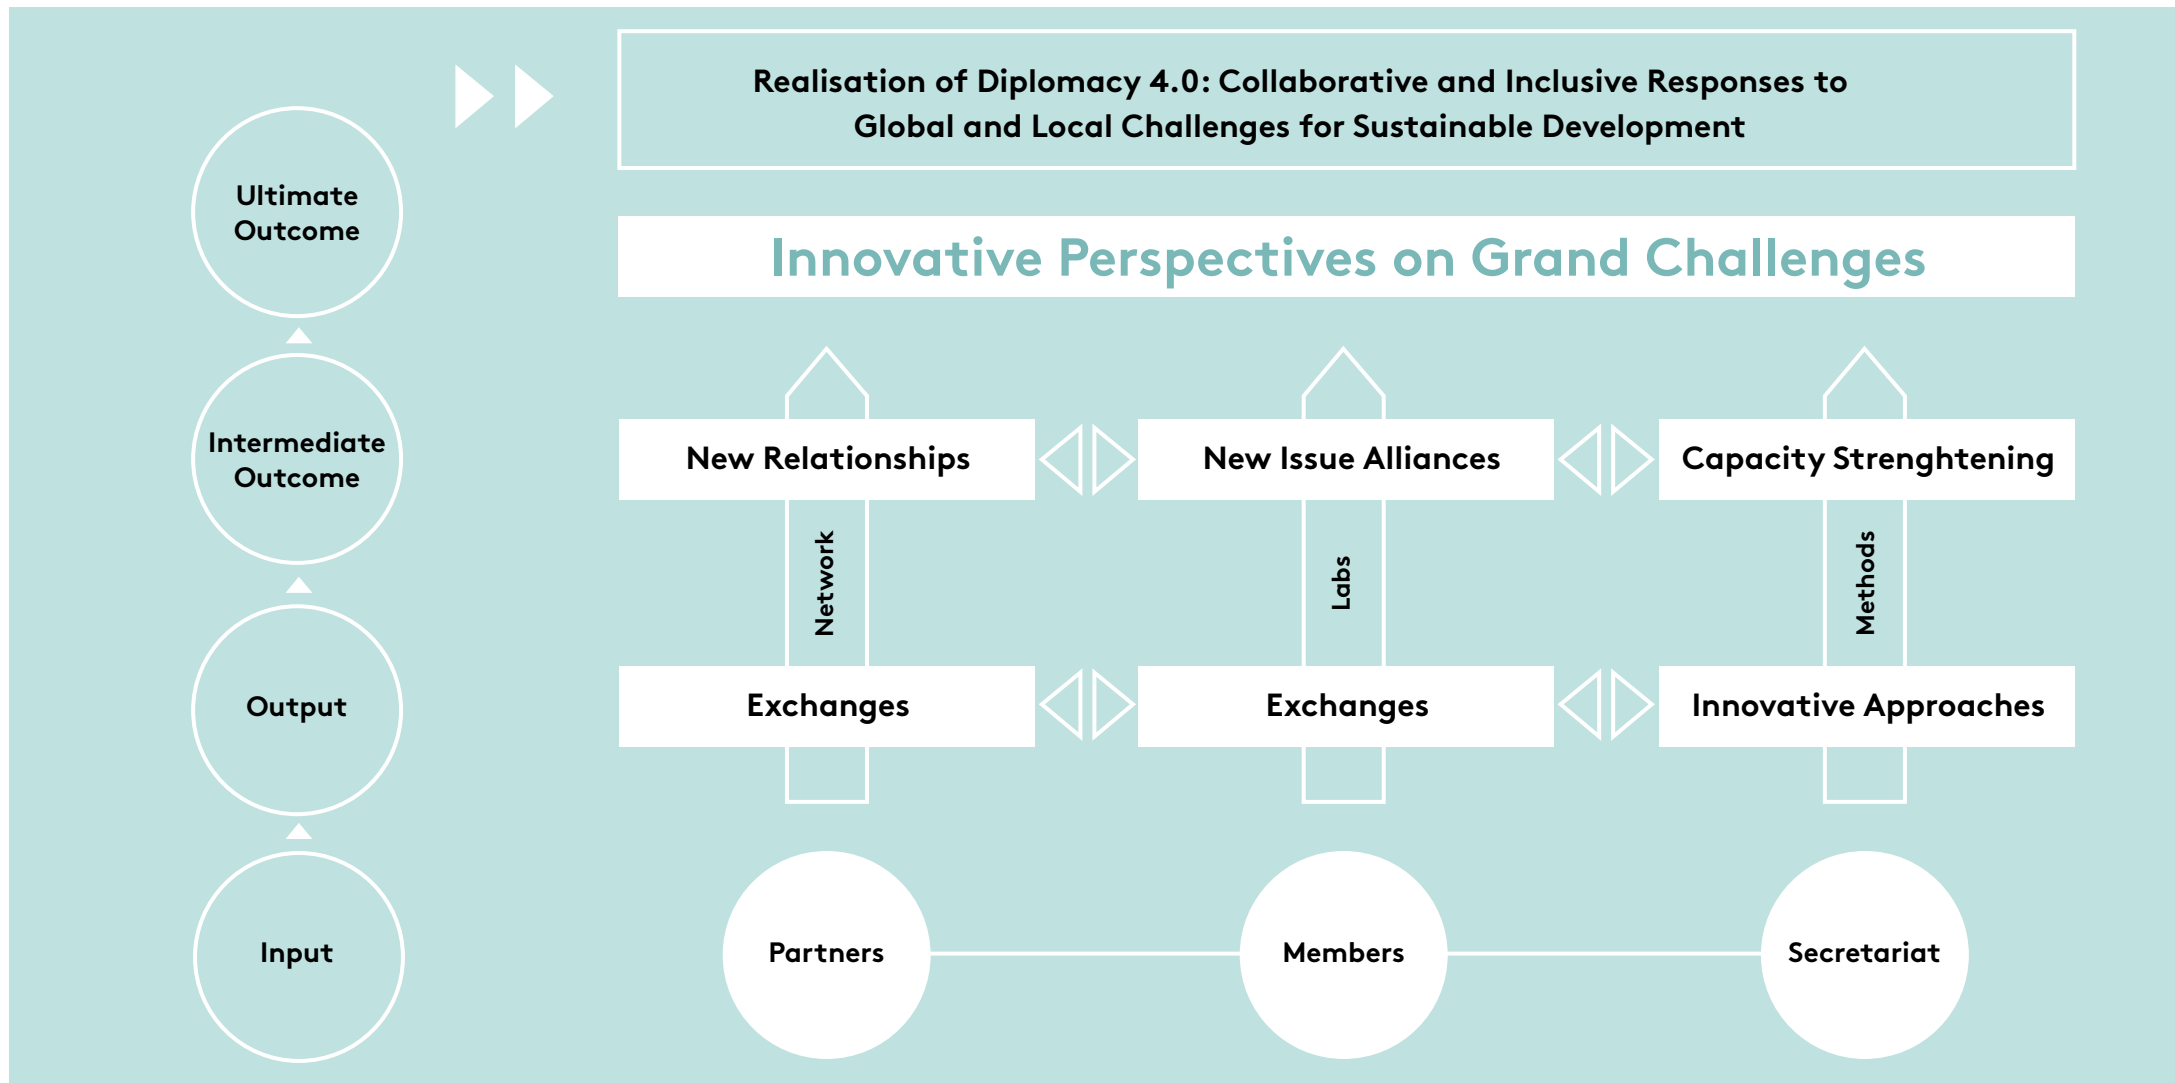 Realisation of Diplomacy 4.0: Collaborative and Inclusive Responses to
Global and Local Challenges for Sustainable Development
Ultimate
Outcome
Innovative Perspectives on Grand Challenges
Intermediate
Outcome
New Relationships
New Issue Alliances
Capacity Strenghtening
Network
Labs
Methods
Output
Exchanges
Exchanges
Innovative Approaches
Input
Partners
Members
Secretariat